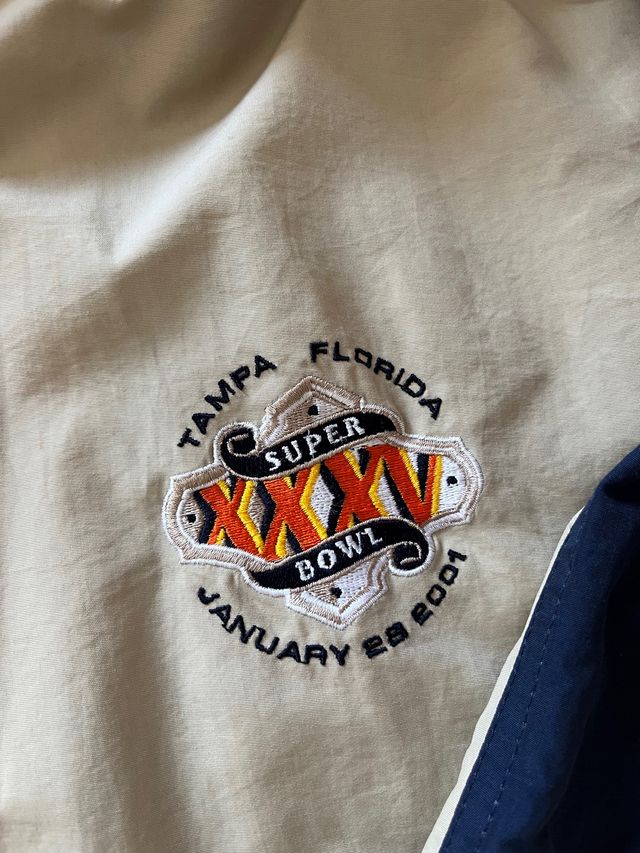 TAMPA FLORIDA
SUPER
XXXV
BOWL
JANUARY 28 2001